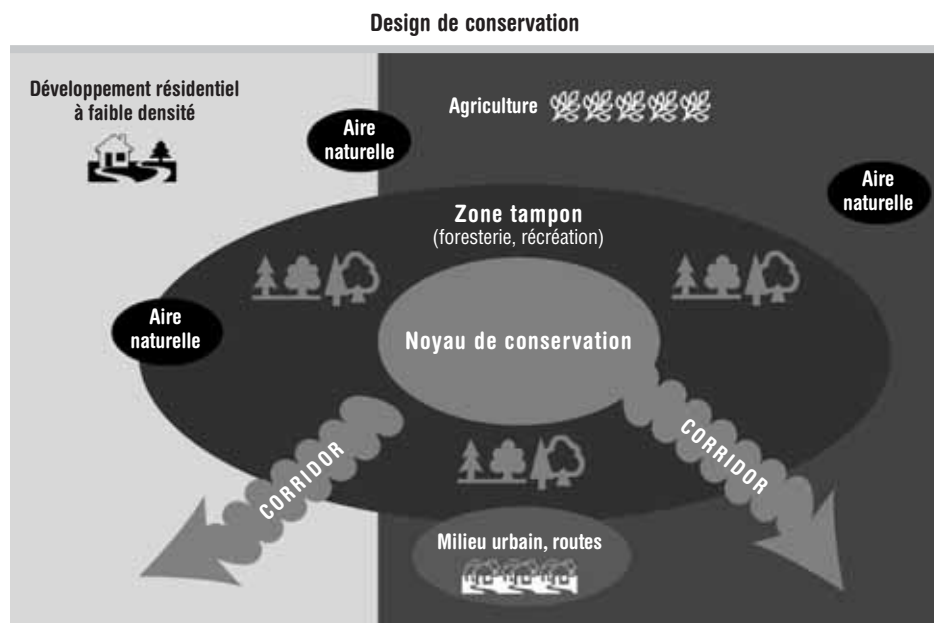 Design de conservation
Développement résidentiel
à faible densité
Agriculture
Aire
naturelle
Aire
naturelle
Zone tampon
(foresterie, récréation)
Aire
naturelle
Noyau de conservation
CORRIDOR
CORRIDOR
Milieu urbain, routes